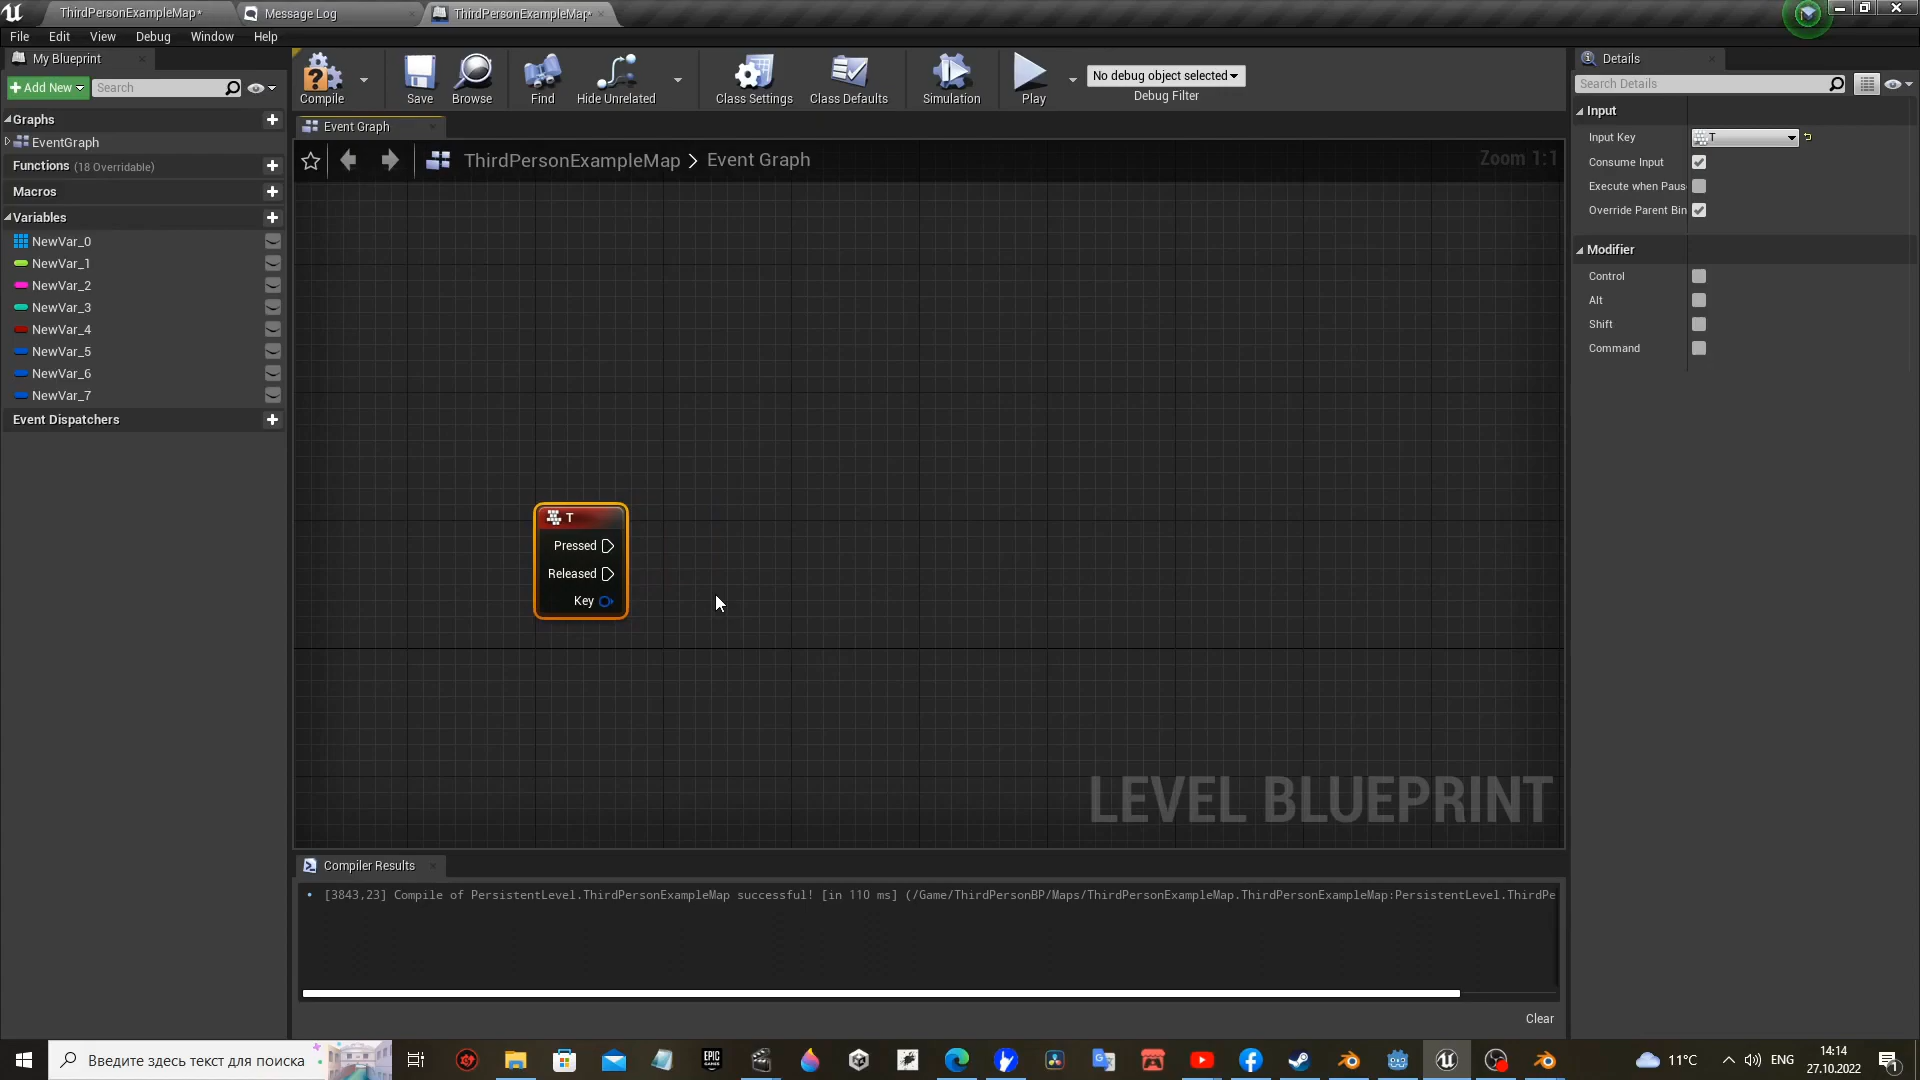 ThirdPersonExampleMap*
Message Log
ThirdPersonExampleMap*
File Edit View Debug Window Help
My Blueprint
Add New
Search
Graphs
EventGraph
Functions (18 Overridable)
Macros
Variables
NewVar_0
NewVar_1
NewVar_2
NewVar_3
NewVar_4
NewVar_5
NewVar_6
NewVar_7
Event Dispatchers
Compile
Save
Browse
Find
Hide Unrelated
Class Settings
Class Defaults
Simulation
Play
No debug object selected
Debug Filter
Event Graph
ThirdPersonExampleMap > Event Graph
Zoom 1:1
T
Pressed
Released
Key
LEVEL BLUEPRINT
Compiler Results
[3843,23] Compile of PersistentLevel.ThirdPersonExampleMap successful! [in 110 ms] (/Game/ThirdPersonBP/Maps/ThirdPersonExampleMap.ThirdPersonExampleMap:PersistentLevel.ThirdPe
Clear
Details
Search Details
Input
Input Key T
Consume Input
Execute when Paus
Override Parent Bin
Modifier
Control
Alt
Shift
Command
Введите здесь текст для поиска
EPIC GAMES
11°C
ENG
14:14
27.10.2022
1